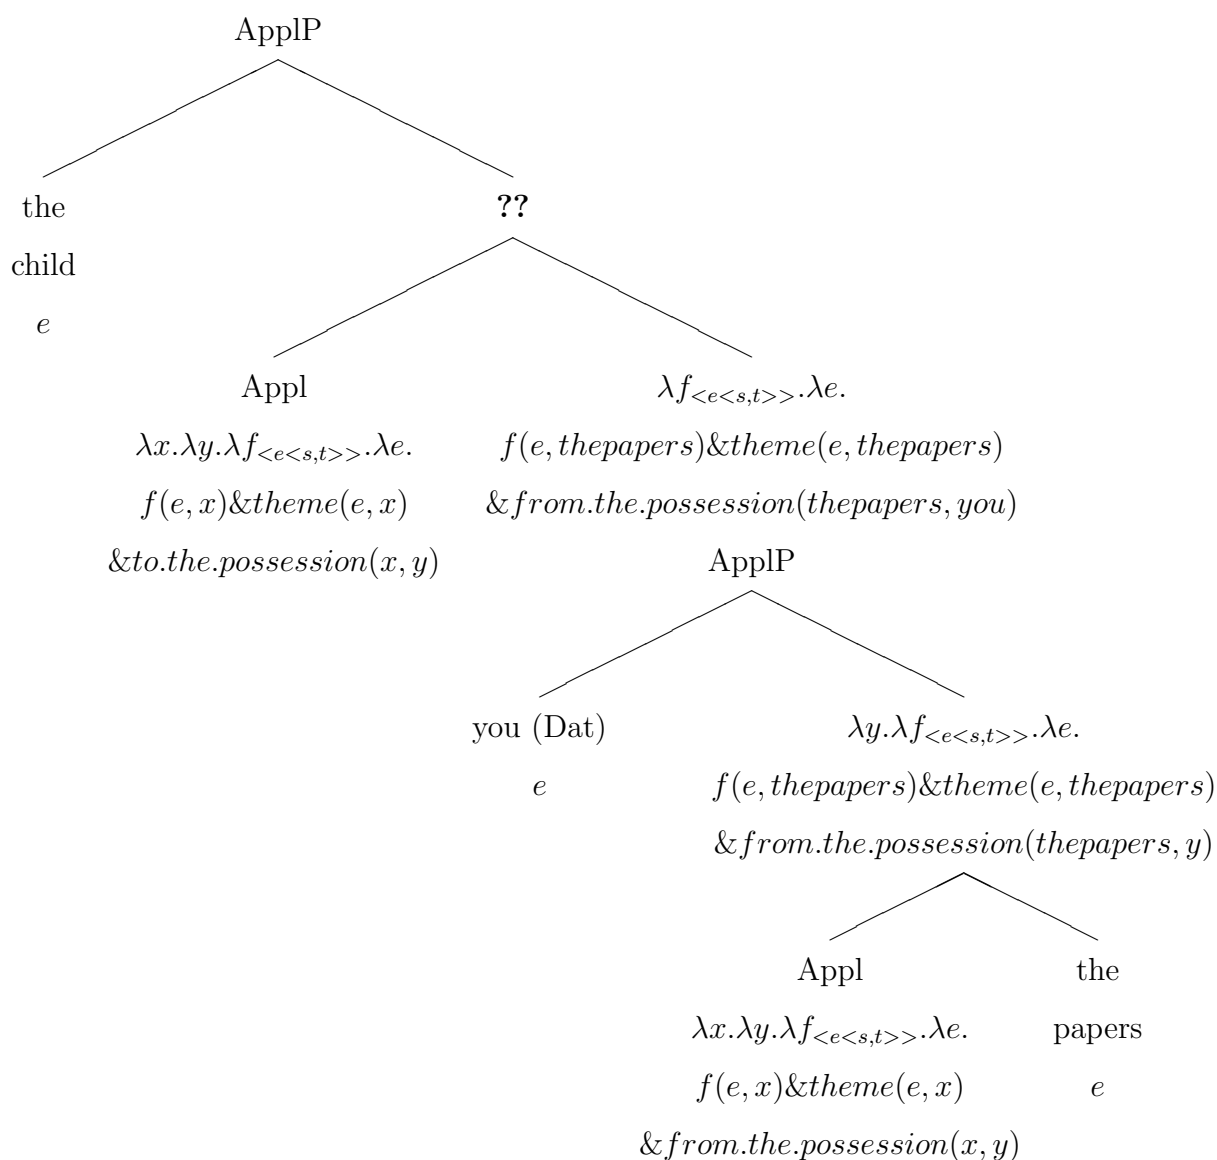 ApplP
the
child
e
??
Appl
λx.λy.λf<e<s,t>>.λe.
f(e, x)&theme(e, x)
&to.the.possession(x, y)
λf<e<s,t>>.λe.
f(e, thepapers)&theme(e, thepapers)
&from.the.possession(thepapers, you)
ApplP
you (Dat)
e
λy.λf<e<s,t>>.λe.
f(e, thepapers)&theme(e, thepapers)
&from.the.possession(thepapers, y)
Appl
λx.λy.λf<e<s,t>>.λe.
f(e, x)&theme(e, x)
&from.the.possession(x, y)
the
papers
e